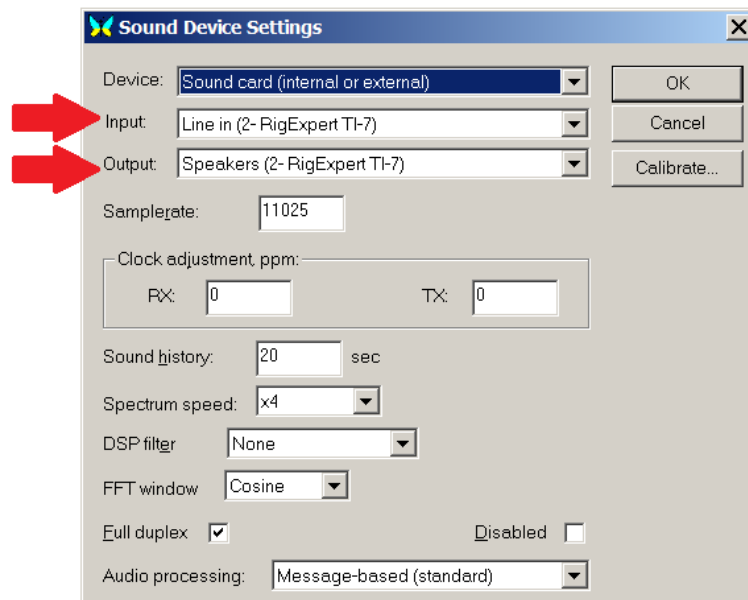 Sound Device Settings
Device: Sound card (internal or external) OK
Input: Line in (2- RigExpert TI-7) Cancel
Output: Speakers (2- RigExpert TI-7) Calibrate...
Samplerate: 11025
Clock adjustment, ppm:
RX: 0 TX: 0
Sound history: 20 sec
Spectrum speed: x4
DSP filter None
FFT window Cosine
Full duplex Disabled
Audio processing: Message-based (standard)